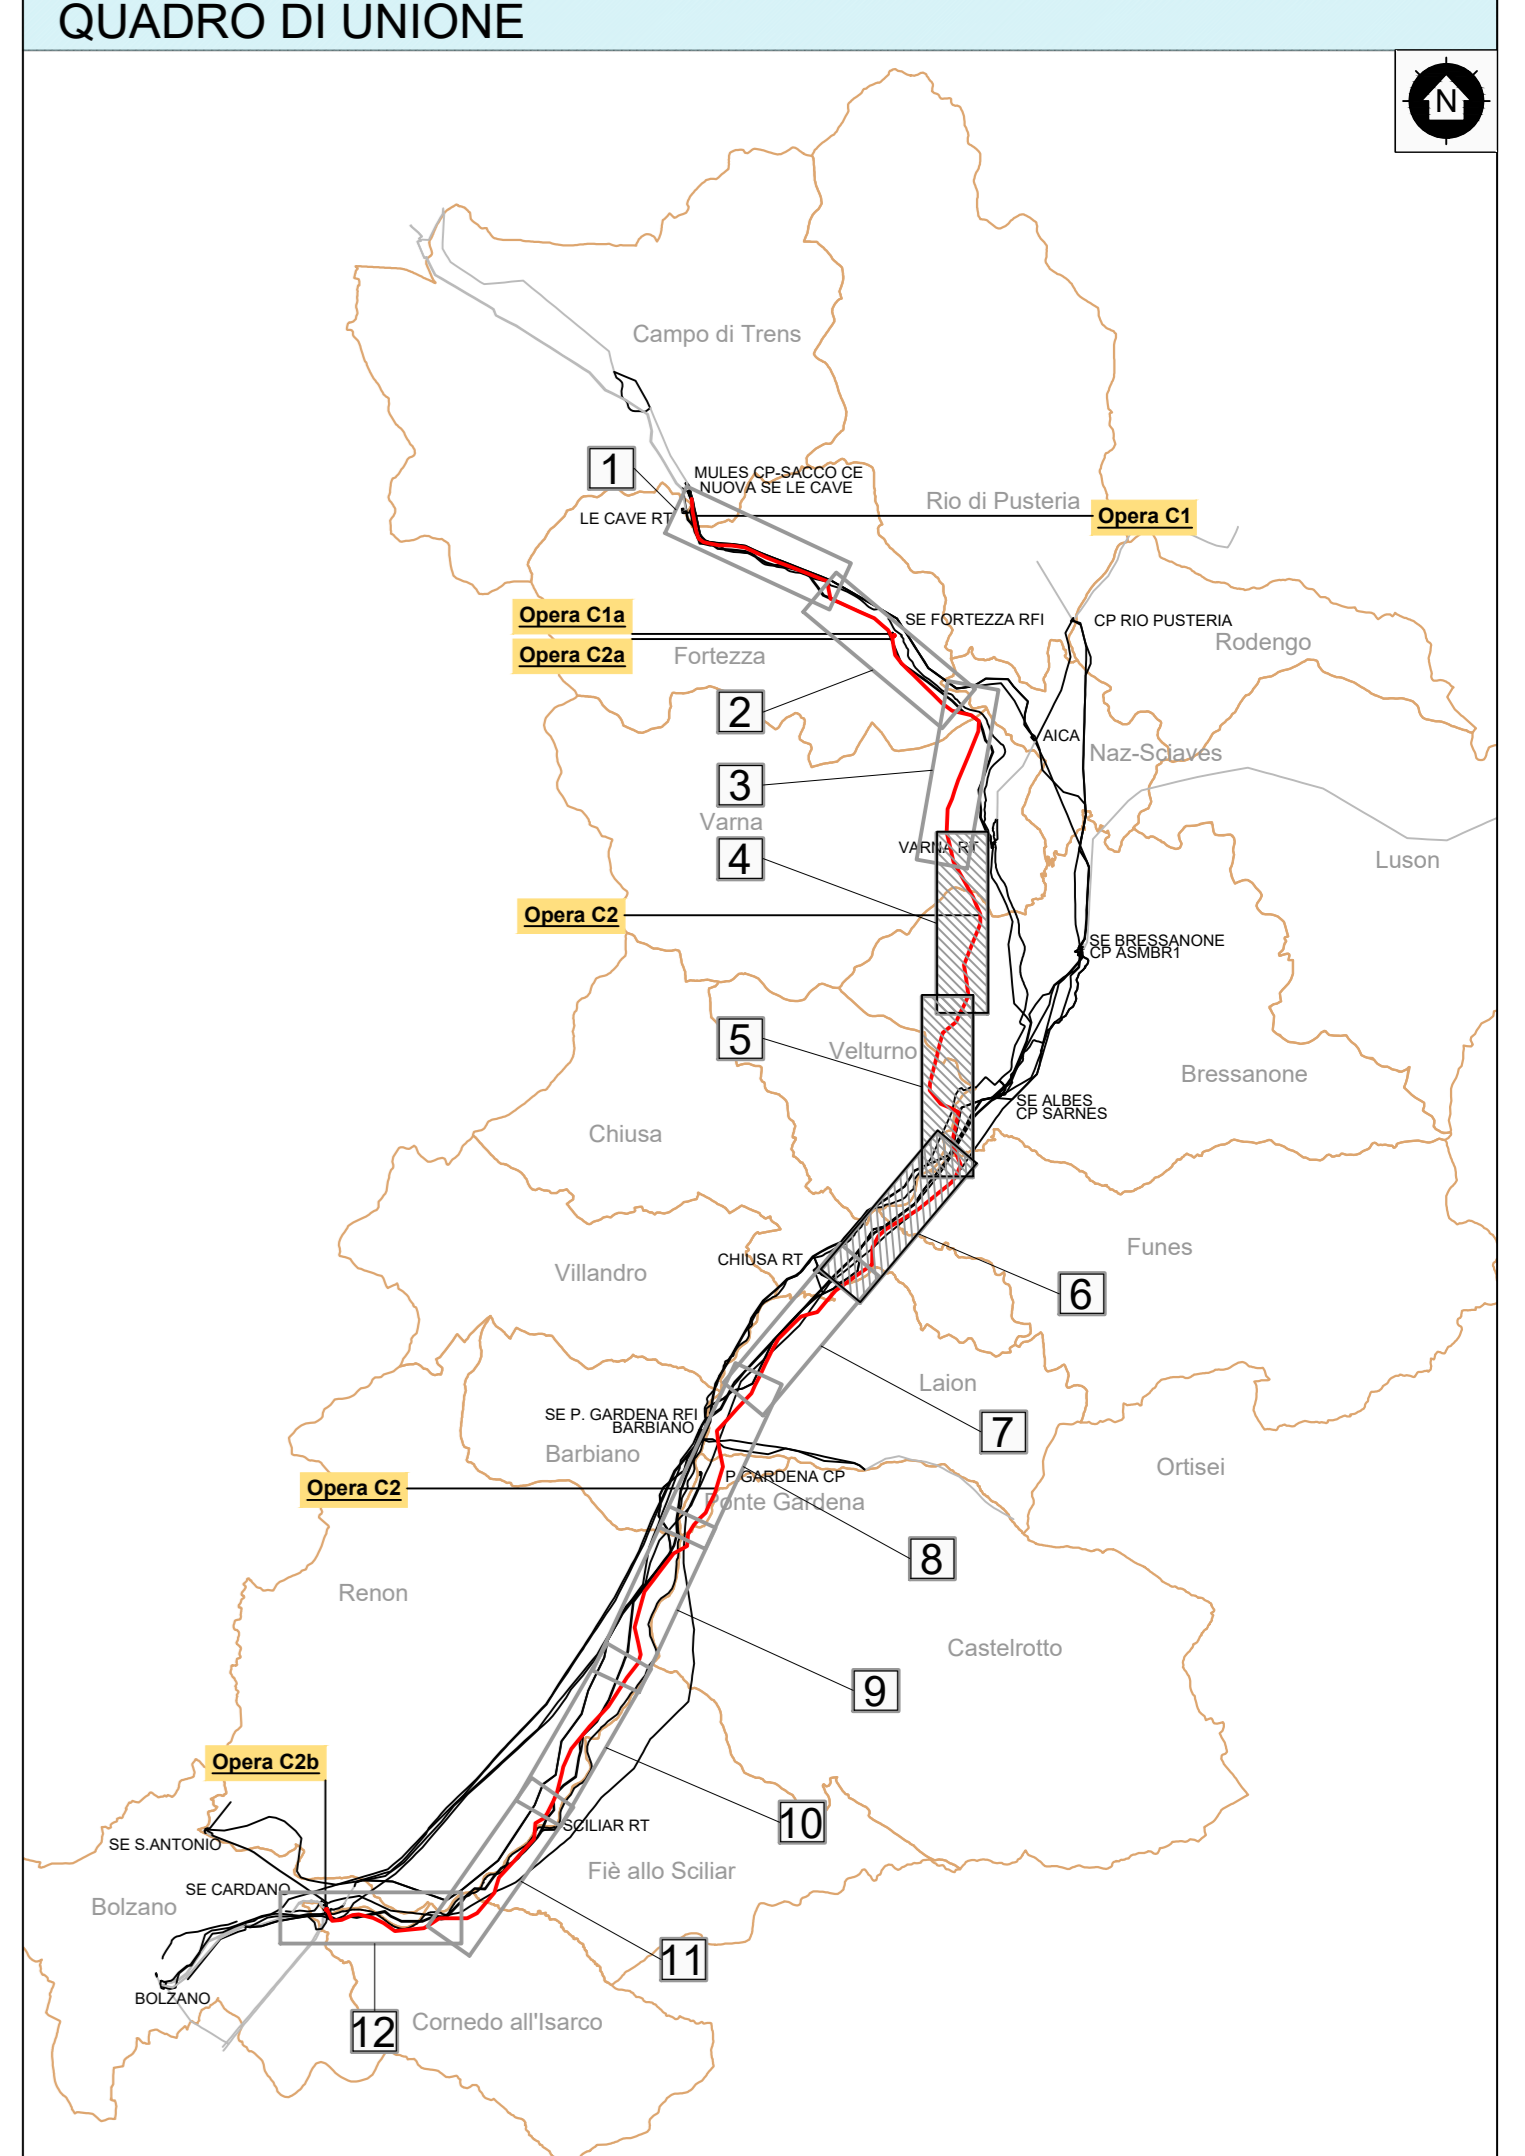 QUADRO DI UNIONE
N
Campo di Trens
1
MULES CP-SACCO CE
NUOVA SE LE CAVE
Rio di Pusteria
LE CAVE RT
Opera C1
Opera C1a
SE FORTEZZA RFI
CP RIO PUSTERIA
Rodengo
Opera C2a
Fortezza
2
AICA
Naz-Sciaves
3
Varna
VARNA RT
4
Luson
Opera C2
SE BRESSANONE
CP ASMBR1
5
Velturno
Bressanone
SE ALBES
CP SARNES
Chiusa
Funes
CHIUSA RT
Villandro
6
Laion
SE P. GARDENA RFI
BARBIANO
7
Barbiano
Ortisei
P GARDENA CP
Opera C2
Ponte Gardena
8
Renon
Castelrotto
9
Opera C2b
10
SCILIAR RT
SE S.ANTONIO
Fiè allo Sciliar
SE CARDANO
Bolzano
11
BOLZANO
12
Cornedo all'Isarco